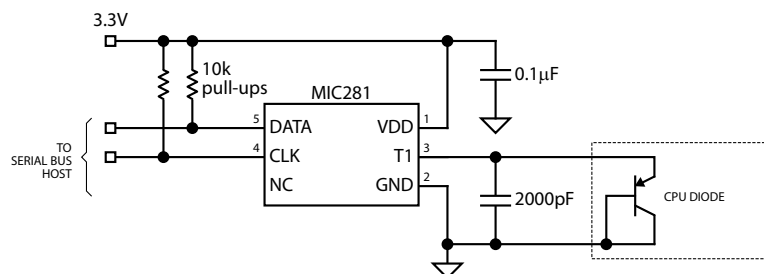 3.3V
10k
pull-ups
MIC281
0.1µF
TO
SERIAL BUS
HOST
5 DATA VDD 1
4 CLK T1 3
NC GND 2
2000pF
CPU DIODE